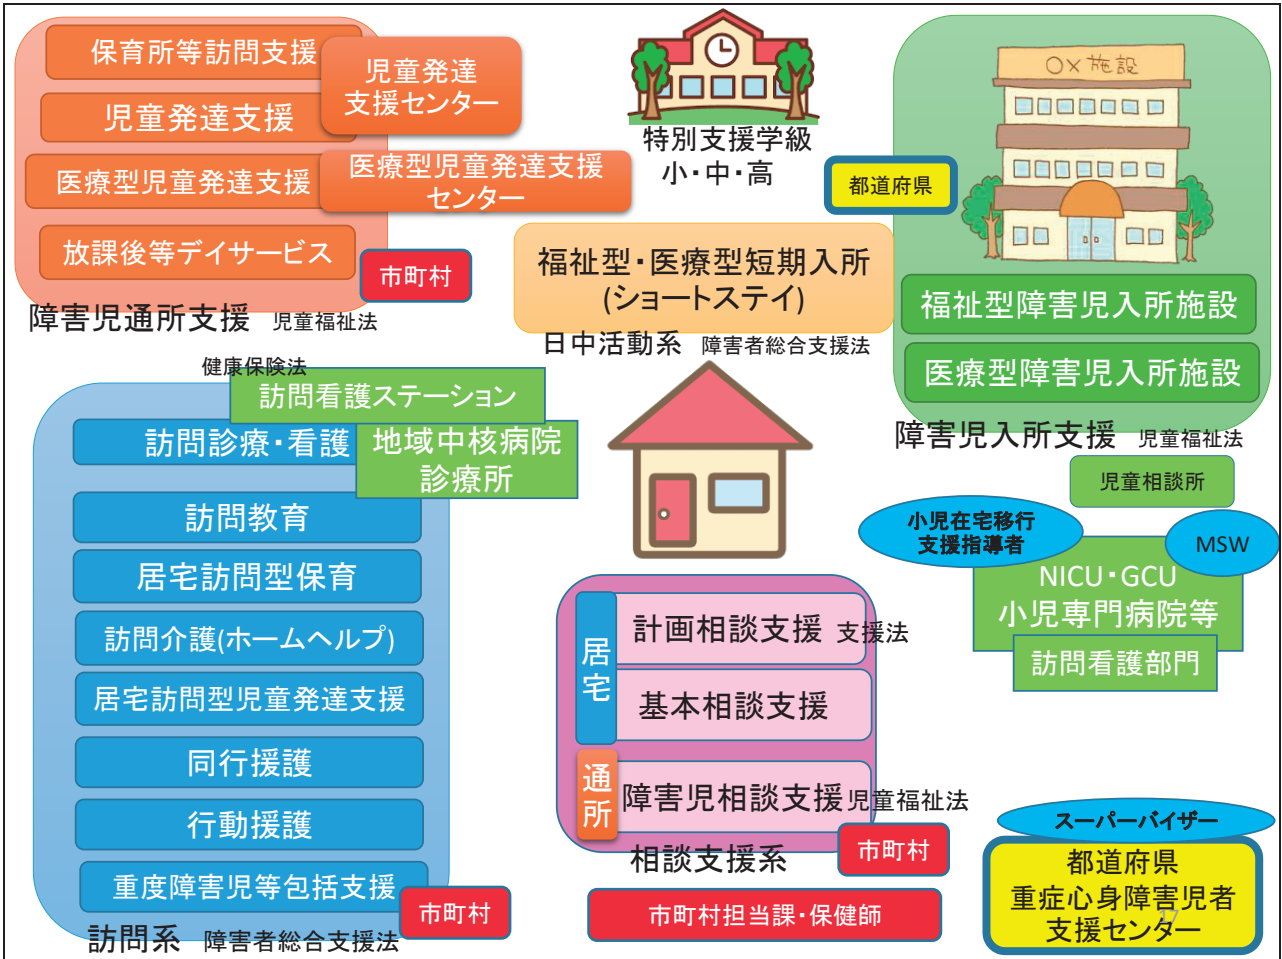 保育所等訪問支援
児童発達
支援センター
児童発達支援
医療型児童発達支援
医療型児童発達支援
センター
放課後等デイサービス
市町村
障害児通所支援 児童福祉法
特別支援学級
小・中・高
都道府県
○×施設
福祉型障害児入所施設
医療型障害児入所施設
障害児入所支援 児童福祉法
福祉型・医療型短期入所
(ショートステイ)
日中活動系 障害者総合支援法
健康保険法
訪問看護ステーション
訪問診療・看護
地域中核病院
診療所
訪問教育
居宅訪問型保育
訪問介護(ホームヘルプ)
居宅訪問型児童発達支援
同行援護
行動援護
重度障害児等包括支援
市町村
訪問系 障害者総合支援法
居宅
計画相談支援 支援法
基本相談支援
通所
障害児相談支援 児童福祉法
市町村
相談支援系
市町村担当課・保健師
児童相談所
小児在宅移行
支援指導者
MSW
NICU・GCU
小児専門病院等
訪問看護部門
スーパーバイザー
都道府県
重症心身障害児者
支援センター
17